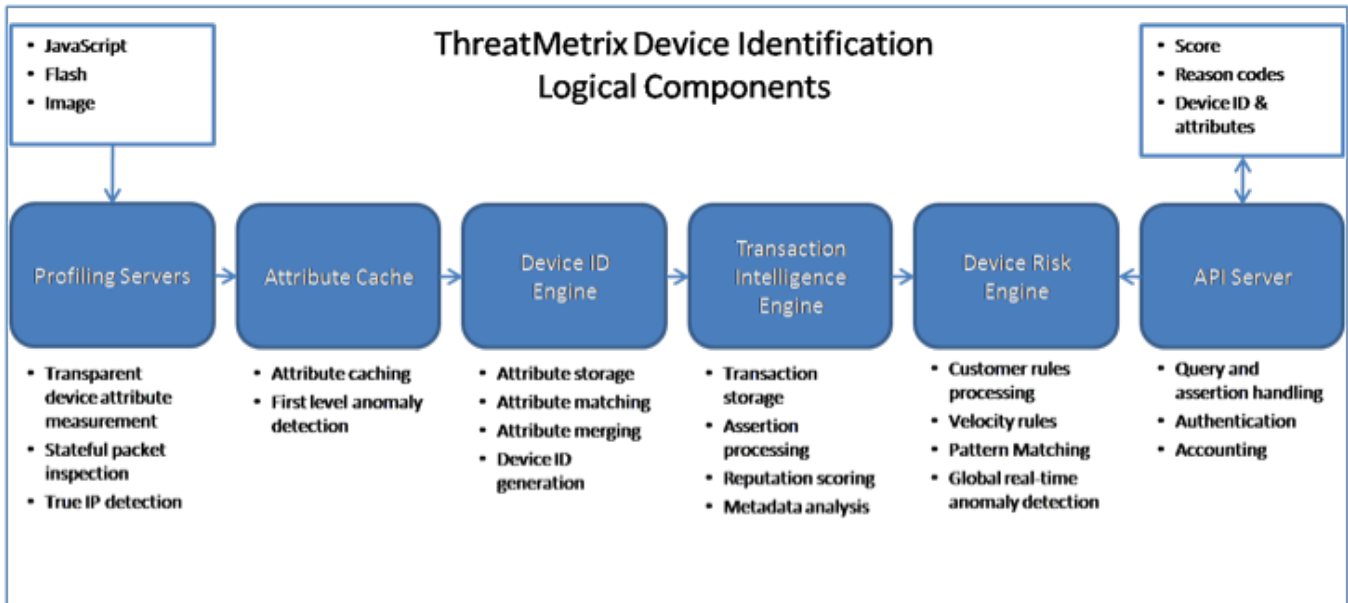 ThreatMetrix Device Identification
Logical Components
• JavaScript
• Flash
• Image
• Score
• Reason codes
• Device ID &
attributes
Profiling Servers
Attribute Cache
Device ID
Engine
Transaction
Intelligence
Engine
Device Risk
Engine
API Server
• Transparent
device attribute
measurement
• Stateful packet
inspection
• True IP detection
• Attribute caching
• First level anomaly
detection
• Attribute storage
• Attribute matching
• Attribute merging
• Device ID
generation
• Transaction
storage
• Assertion
processing
• Reputation scoring
• Metadata analysis
• Customer rules
processing
• Velocity rules
• Pattern Matching
• Global real-time
anomaly detection
• Query and
assertion handling
• Authentication
• Accounting